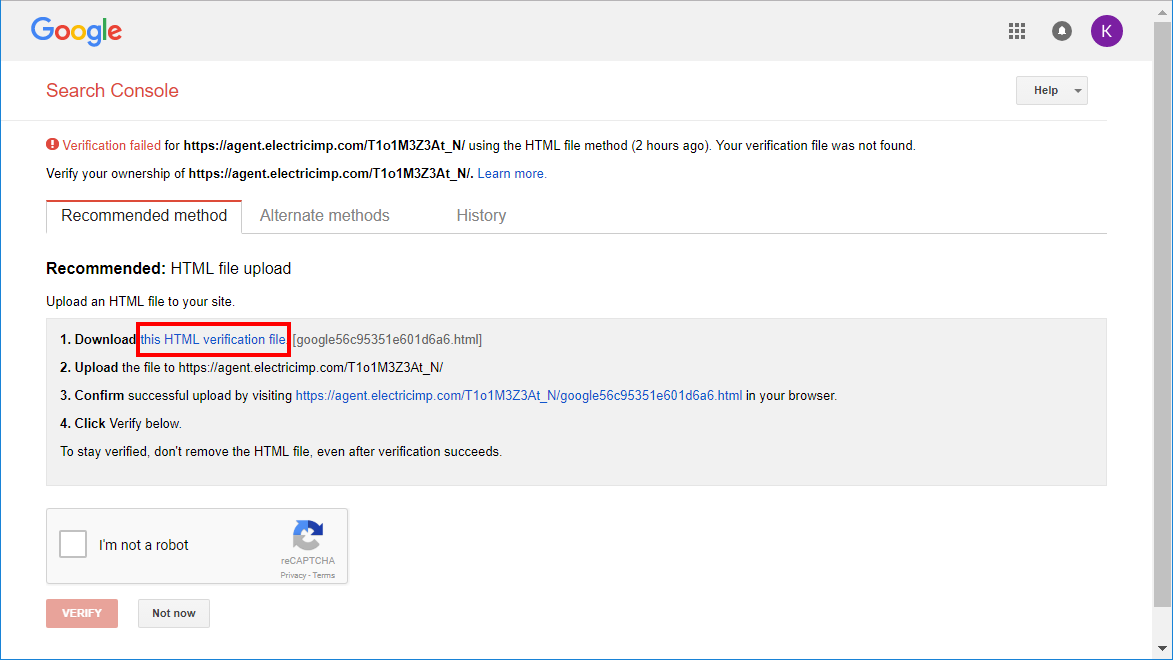 Google
K
Search Console
Help
Verification failed for https://agent.electricimp.com/T1o1M3Z3At_N/ using the HTML file method (2 hours ago). Your verification file was not found.
Verify your ownership of https://agent.electricimp.com/T1o1M3Z3At_N/. Learn more.
Recommended method Alternate methods History
Recommended: HTML file upload
Upload an HTML file to your site.
1. Download this HTML verification file. [google56c95351e601d6a6.html]
2. Upload the file to https://agent.electricimp.com/T1o1M3Z3At_N/
3. Confirm successful upload by visiting https://agent.electricimp.com/T1o1M3Z3At_N/google56c95351e601d6a6.html in your browser.
4. Click Verify below.
To stay verified, don't remove the HTML file, even after verification succeeds.
I'm not a robot
reCAPTCHA
Privacy - Terms
VERIFY Not now